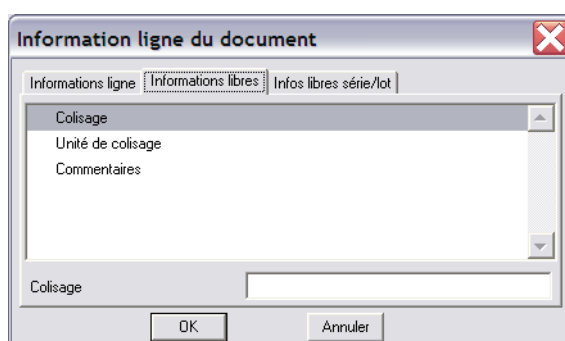 Information ligne du document
Informations ligne Informations libres Infos libres série/lot
Colisage
Unité de colisage
Commentaires
Colisage
OK Annuler